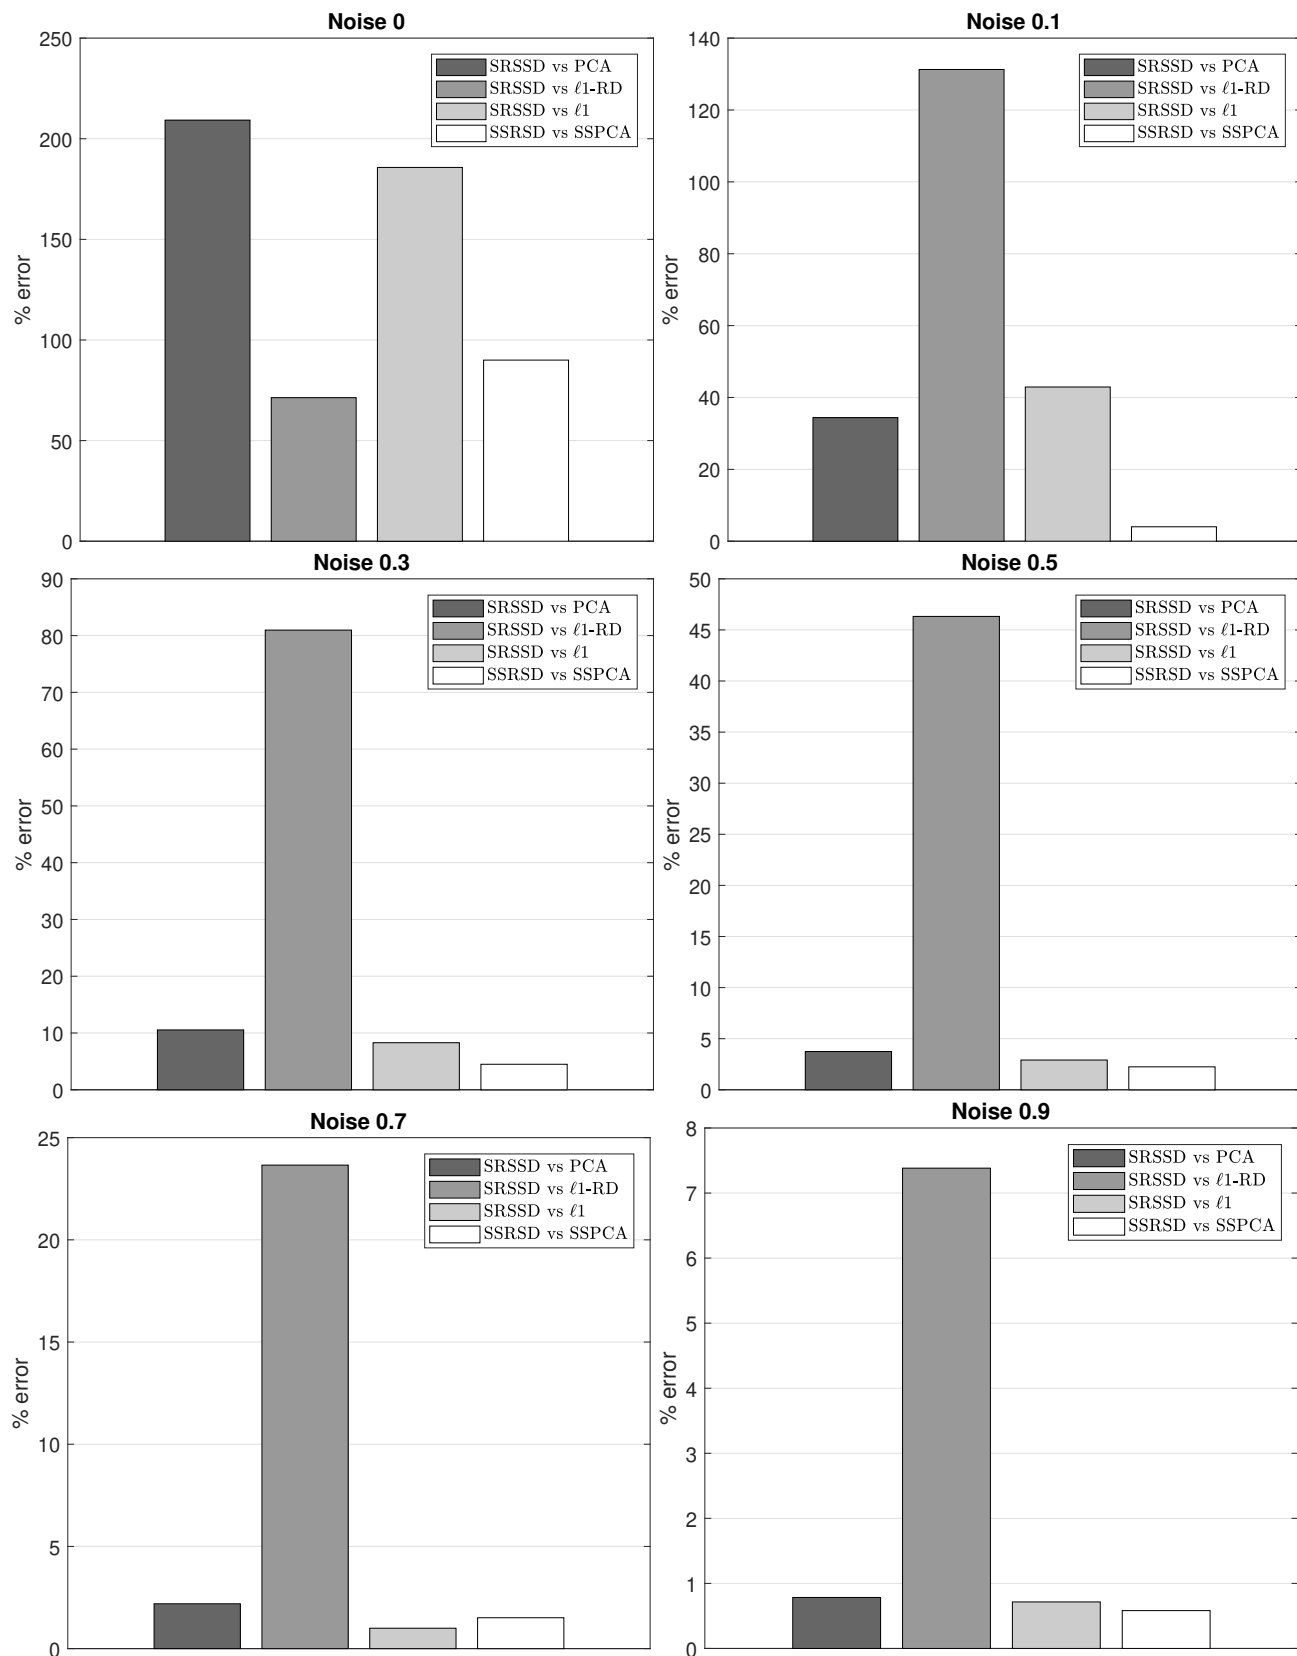 Noise 0
250
200
150
100
50
0
% error
SRSSD vs PCA
SRSSD vs ℓ1-RD
SRSSD vs ℓ1
SSRSD vs SSPCA
Noise 0.1
140
120
100
80
60
40
20
0
% error
SRSSD vs PCA
SRSSD vs ℓ1-RD
SRSSD vs ℓ1
SSRSD vs SSPCA
Noise 0.3
90
80
70
60
50
40
30
20
10
0
% error
SRSSD vs PCA
SRSSD vs ℓ1-RD
SRSSD vs ℓ1
SSRSD vs SSPCA
Noise 0.5
50
45
40
35
30
25
20
15
10
5
0
% error
SRSSD vs PCA
SRSSD vs ℓ1-RD
SRSSD vs ℓ1
SSRSD vs SSPCA
Noise 0.7
25
20
15
10
5
0
% error
SRSSD vs PCA
SRSSD vs ℓ1-RD
SRSSD vs ℓ1
SSRSD vs SSPCA
Noise 0.9
8
7
6
5
4
3
2
1
0
% error
SRSSD vs PCA
SRSSD vs ℓ1-RD
SRSSD vs ℓ1
SSRSD vs SSPCA